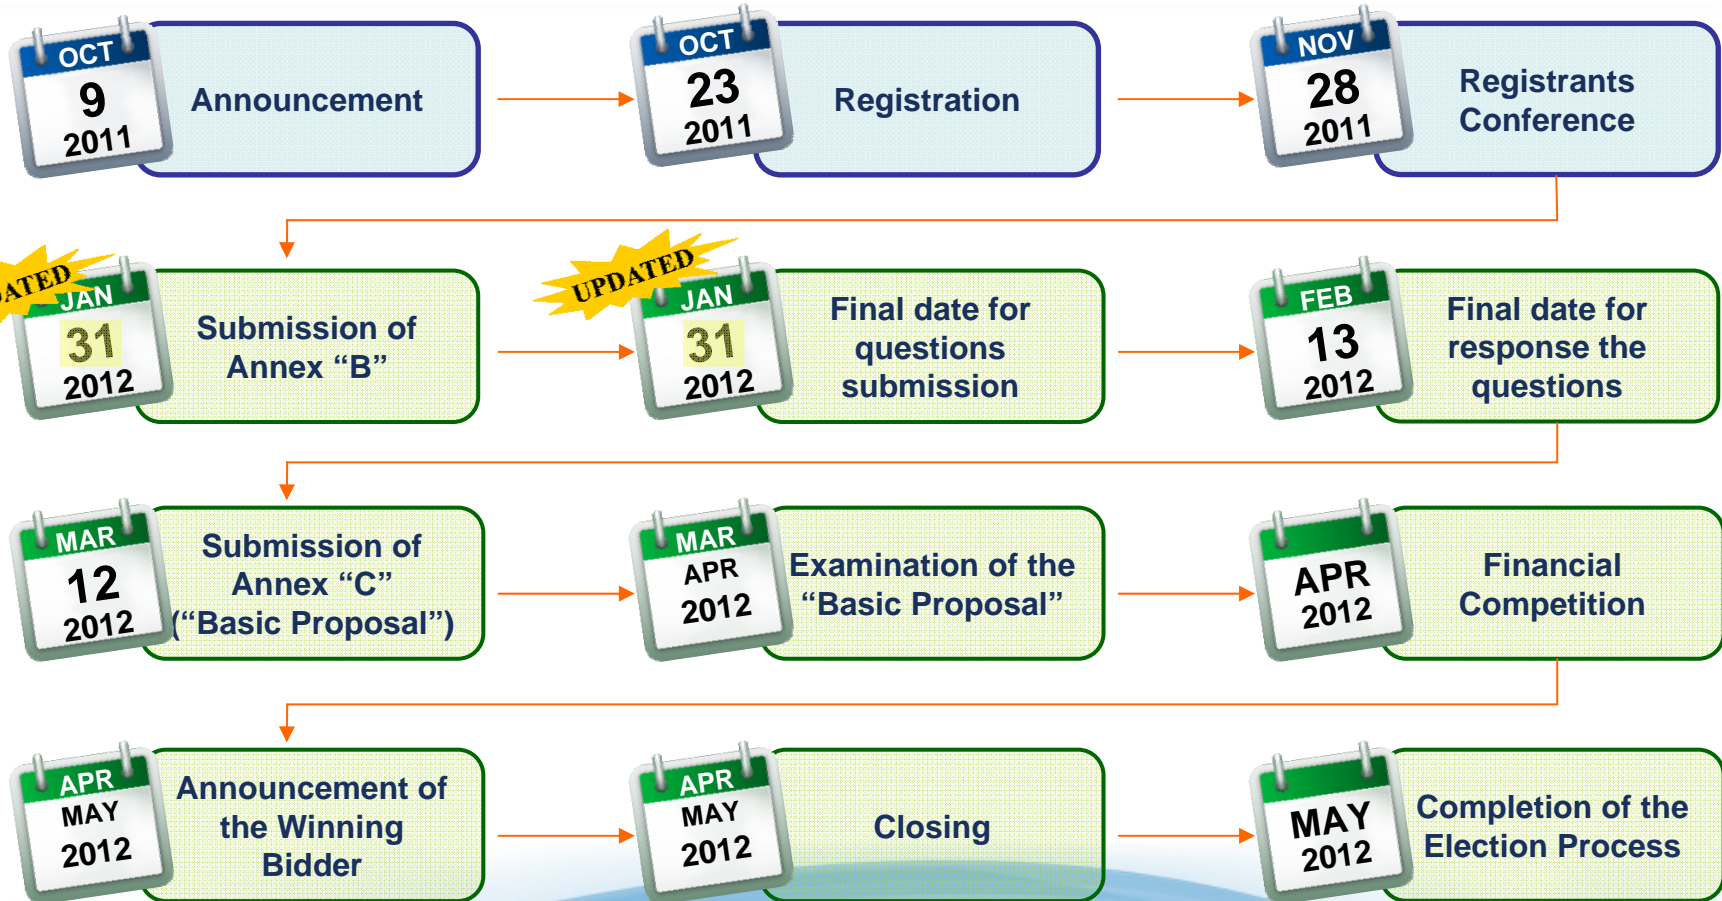 OCT
9
2011
Announcement
OCT
23
2011
Registration
NOV
28
2011
Registrants
Conference
JAN
31
2012
Submission of
Annex “B”
UPDATED
JAN
31
2012
Final date for
questions
submission
FEB
13
2012
Final date for
response the
questions
MAR
12
2012
Submission of
Annex “C”
(“Basic Proposal”)
MAR
APR
2012
Examination of the
“Basic Proposal”
APR
2012
Financial
Competition
APR
MAY
2012
Announcement of
the Winning
Bidder
APR
MAY
2012
Closing
MAY
2012
Completion of the
Election Process